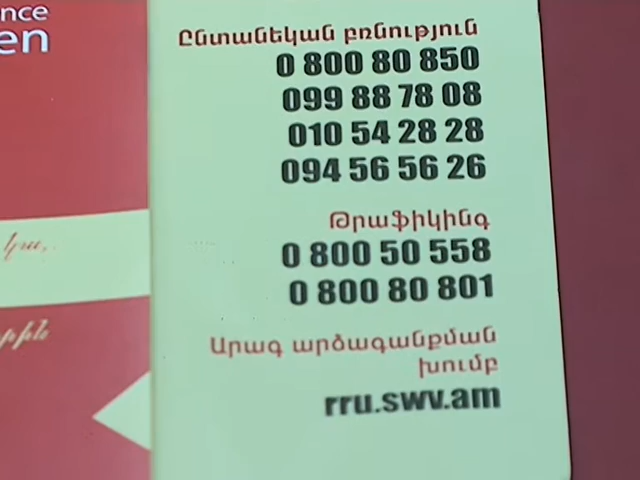 nce
en
Ընտանեկան բռնություն
0 800 80 850
099 88 78 08
010 54 28 28
094 56 56 26
Թրաֆիկինգ
0 800 50 558
0 800 80 801
Արագ արձագանքման
խումբ
rru.swv.am